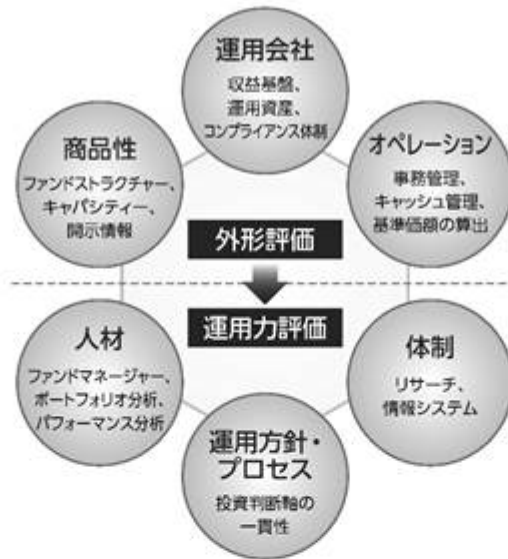 運用会社
収益基盤、
運用資産、
コンプライアンス体制
商品性
ファンドストラクチャー、
キャパシティー、
開示情報
オペレーション
事務管理、
キャッシュ管理、
基準価額の算出
外形評価
運用力評価
人材
ファンドマネージャー、
ポートフォリオ分析、
パフォーマンス分析
体制
リサーチ、
情報システム
運用方針・
プロセス
投資判断軸の
一貫性